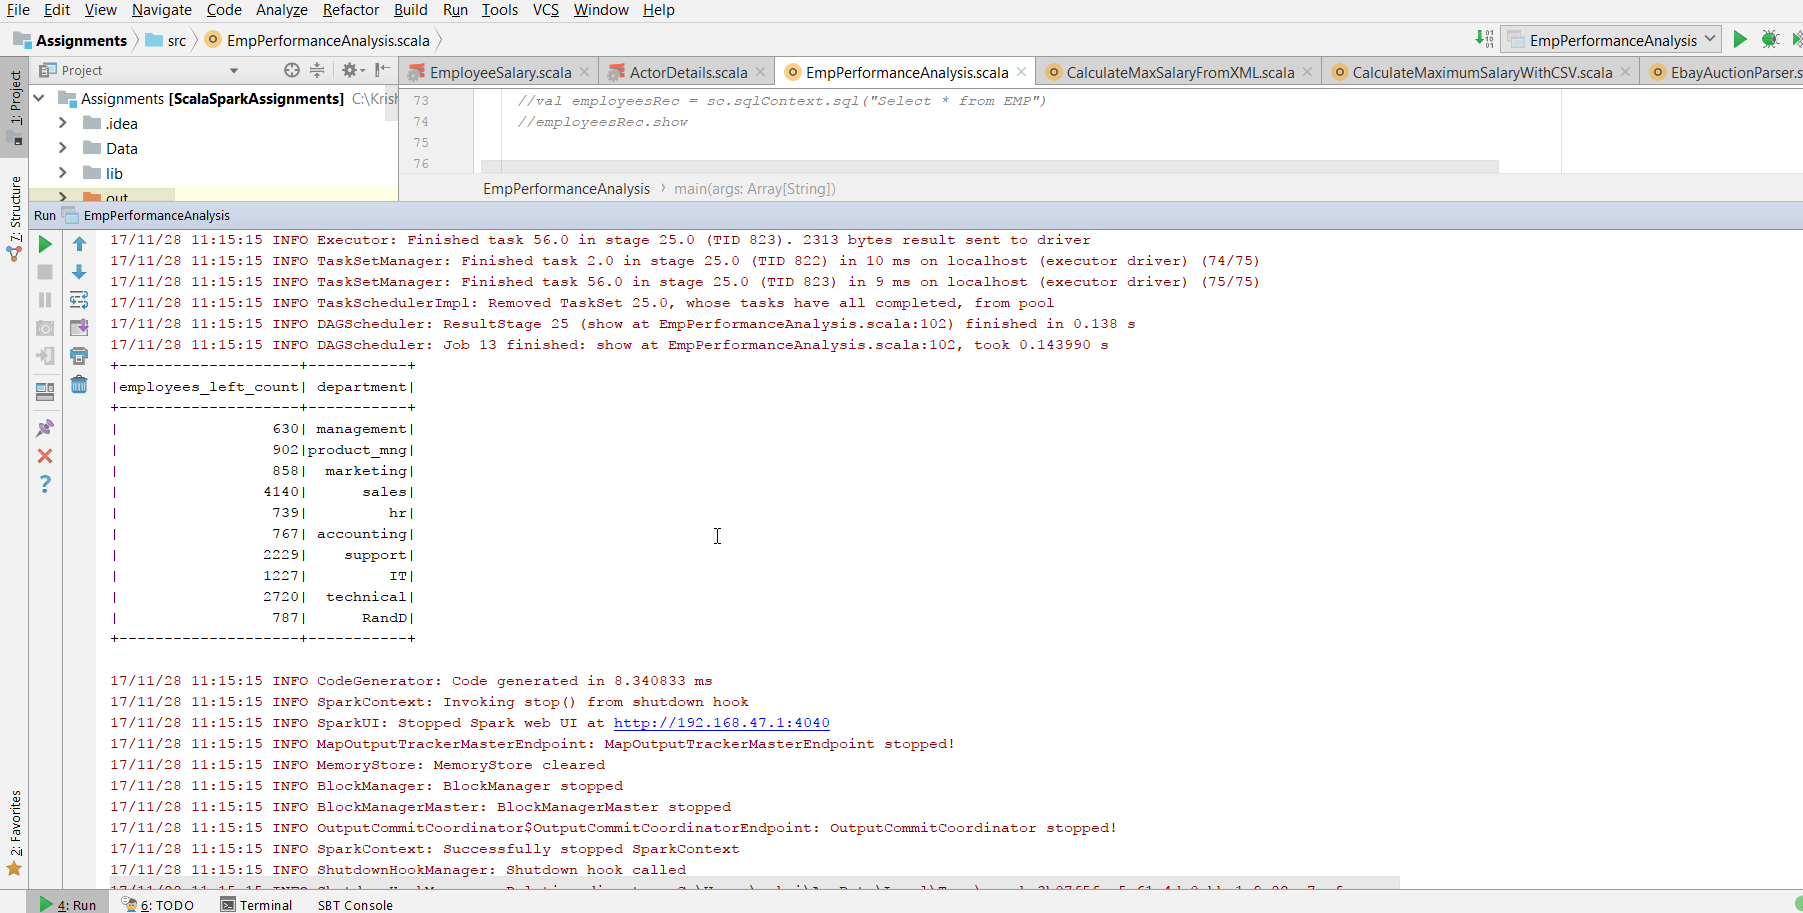 File Edit View Navigate Code Analyze Refactor Build Run Tools VCS Window Help
Assignments src EmpPerformanceAnalysis.scala EmpPerformanceAnalysis
Project EmployeeSalary.scala ActorDetails.scala EmpPerformanceAnalysis.scala CalculateMaxSalaryFromXML.scala CalculateMaximumSalaryWithCSV.scala EbayAuctionParser.s
1: Project
Assignments [ScalaSparkAssignments] C:\Krish
.idea
Data
lib
out
73 //val employeesRec = sc.sqlContext.sql("Select * from EMP")
74 //employeesRec.show
75
76
EmpPerformanceAnalysis › main(args: Array[String])
Z: Structure
Run EmpPerformanceAnalysis
17/11/28 11:15:15 INFO Executor: Finished task 56.0 in stage 25.0 (TID 823). 2313 bytes result sent to driver
17/11/28 11:15:15 INFO TaskSetManager: Finished task 2.0 in stage 25.0 (TID 822) in 10 ms on localhost (executor driver) (74/75)
17/11/28 11:15:15 INFO TaskSetManager: Finished task 56.0 in stage 25.0 (TID 823) in 9 ms on localhost (executor driver) (75/75)
17/11/28 11:15:15 INFO TaskSchedulerImpl: Removed TaskSet 25.0, whose tasks have all completed, from pool
17/11/28 11:15:15 INFO DAGScheduler: ResultStage 25 (show at EmpPerformanceAnalysis.scala:102) finished in 0.138 s
17/11/28 11:15:15 INFO DAGScheduler: Job 13 finished: show at EmpPerformanceAnalysis.scala:102, took 0.143990 s
+--------------------+-----------+
|employees_left_count| department|
+--------------------+-----------+
|                 630| management|
|                 902|product_mng|
|                 858|  marketing|
|                4140|      sales|
|                 739|         hr|
|                 767| accounting|
|                2229|    support|
|                1227|         IT|
|                2720|  technical|
|                 787|      RandD|
+--------------------+-----------+
17/11/28 11:15:15 INFO CodeGenerator: Code generated in 8.340833 ms
17/11/28 11:15:15 INFO SparkContext: Invoking stop() from shutdown hook
17/11/28 11:15:15 INFO SparkUI: Stopped Spark web UI at http://192.168.47.1:4040
17/11/28 11:15:15 INFO MapOutputTrackerMasterEndpoint: MapOutputTrackerMasterEndpoint stopped!
17/11/28 11:15:15 INFO MemoryStore: MemoryStore cleared
17/11/28 11:15:15 INFO BlockManager: BlockManager stopped
17/11/28 11:15:15 INFO BlockManagerMaster: BlockManagerMaster stopped
17/11/28 11:15:15 INFO OutputCommitCoordinator$OutputCommitCoordinatorEndpoint: OutputCommitCoordinator stopped!
17/11/28 11:15:15 INFO SparkContext: Successfully stopped SparkContext
17/11/28 11:15:15 INFO ShutdownHookManager: Shutdown hook called
2: Favorites
4: Run 6: TODO Terminal SBT Console